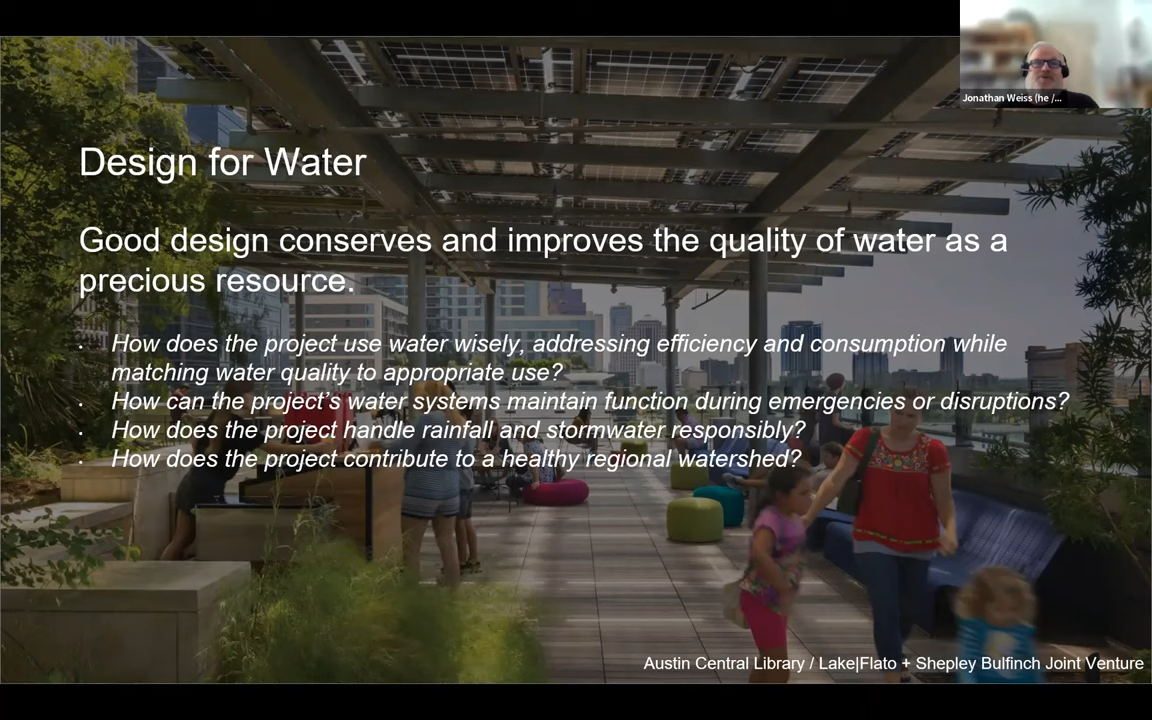 Jonathan Weiss (he /...
Design for Water
Good design conserves and improves the quality of water as a
precious resource.
· How does the project use water wisely, addressing efficiency and consumption while
matching water quality to appropriate use?
· How can the project’s water systems maintain function during emergencies or disruptions?
· How does the project handle rainfall and stormwater responsibly?
· How does the project contribute to a healthy regional watershed?
Austin Central Library / Lake|Flato + Shepley Bulfinch Joint Venture